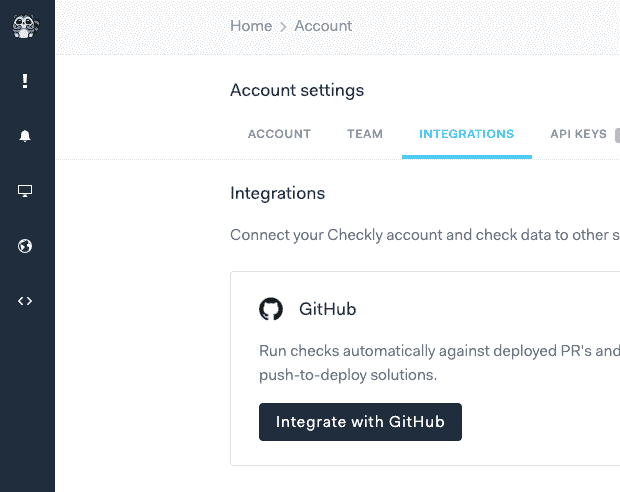 Home > Account
Account settings
ACCOUNT TEAM INTEGRATIONS API KEYS
Integrations
Connect your Checkly account and check data to other s
GitHub
Run checks automatically against deployed PR's and
push-to-deploy solutions.
Integrate with GitHub